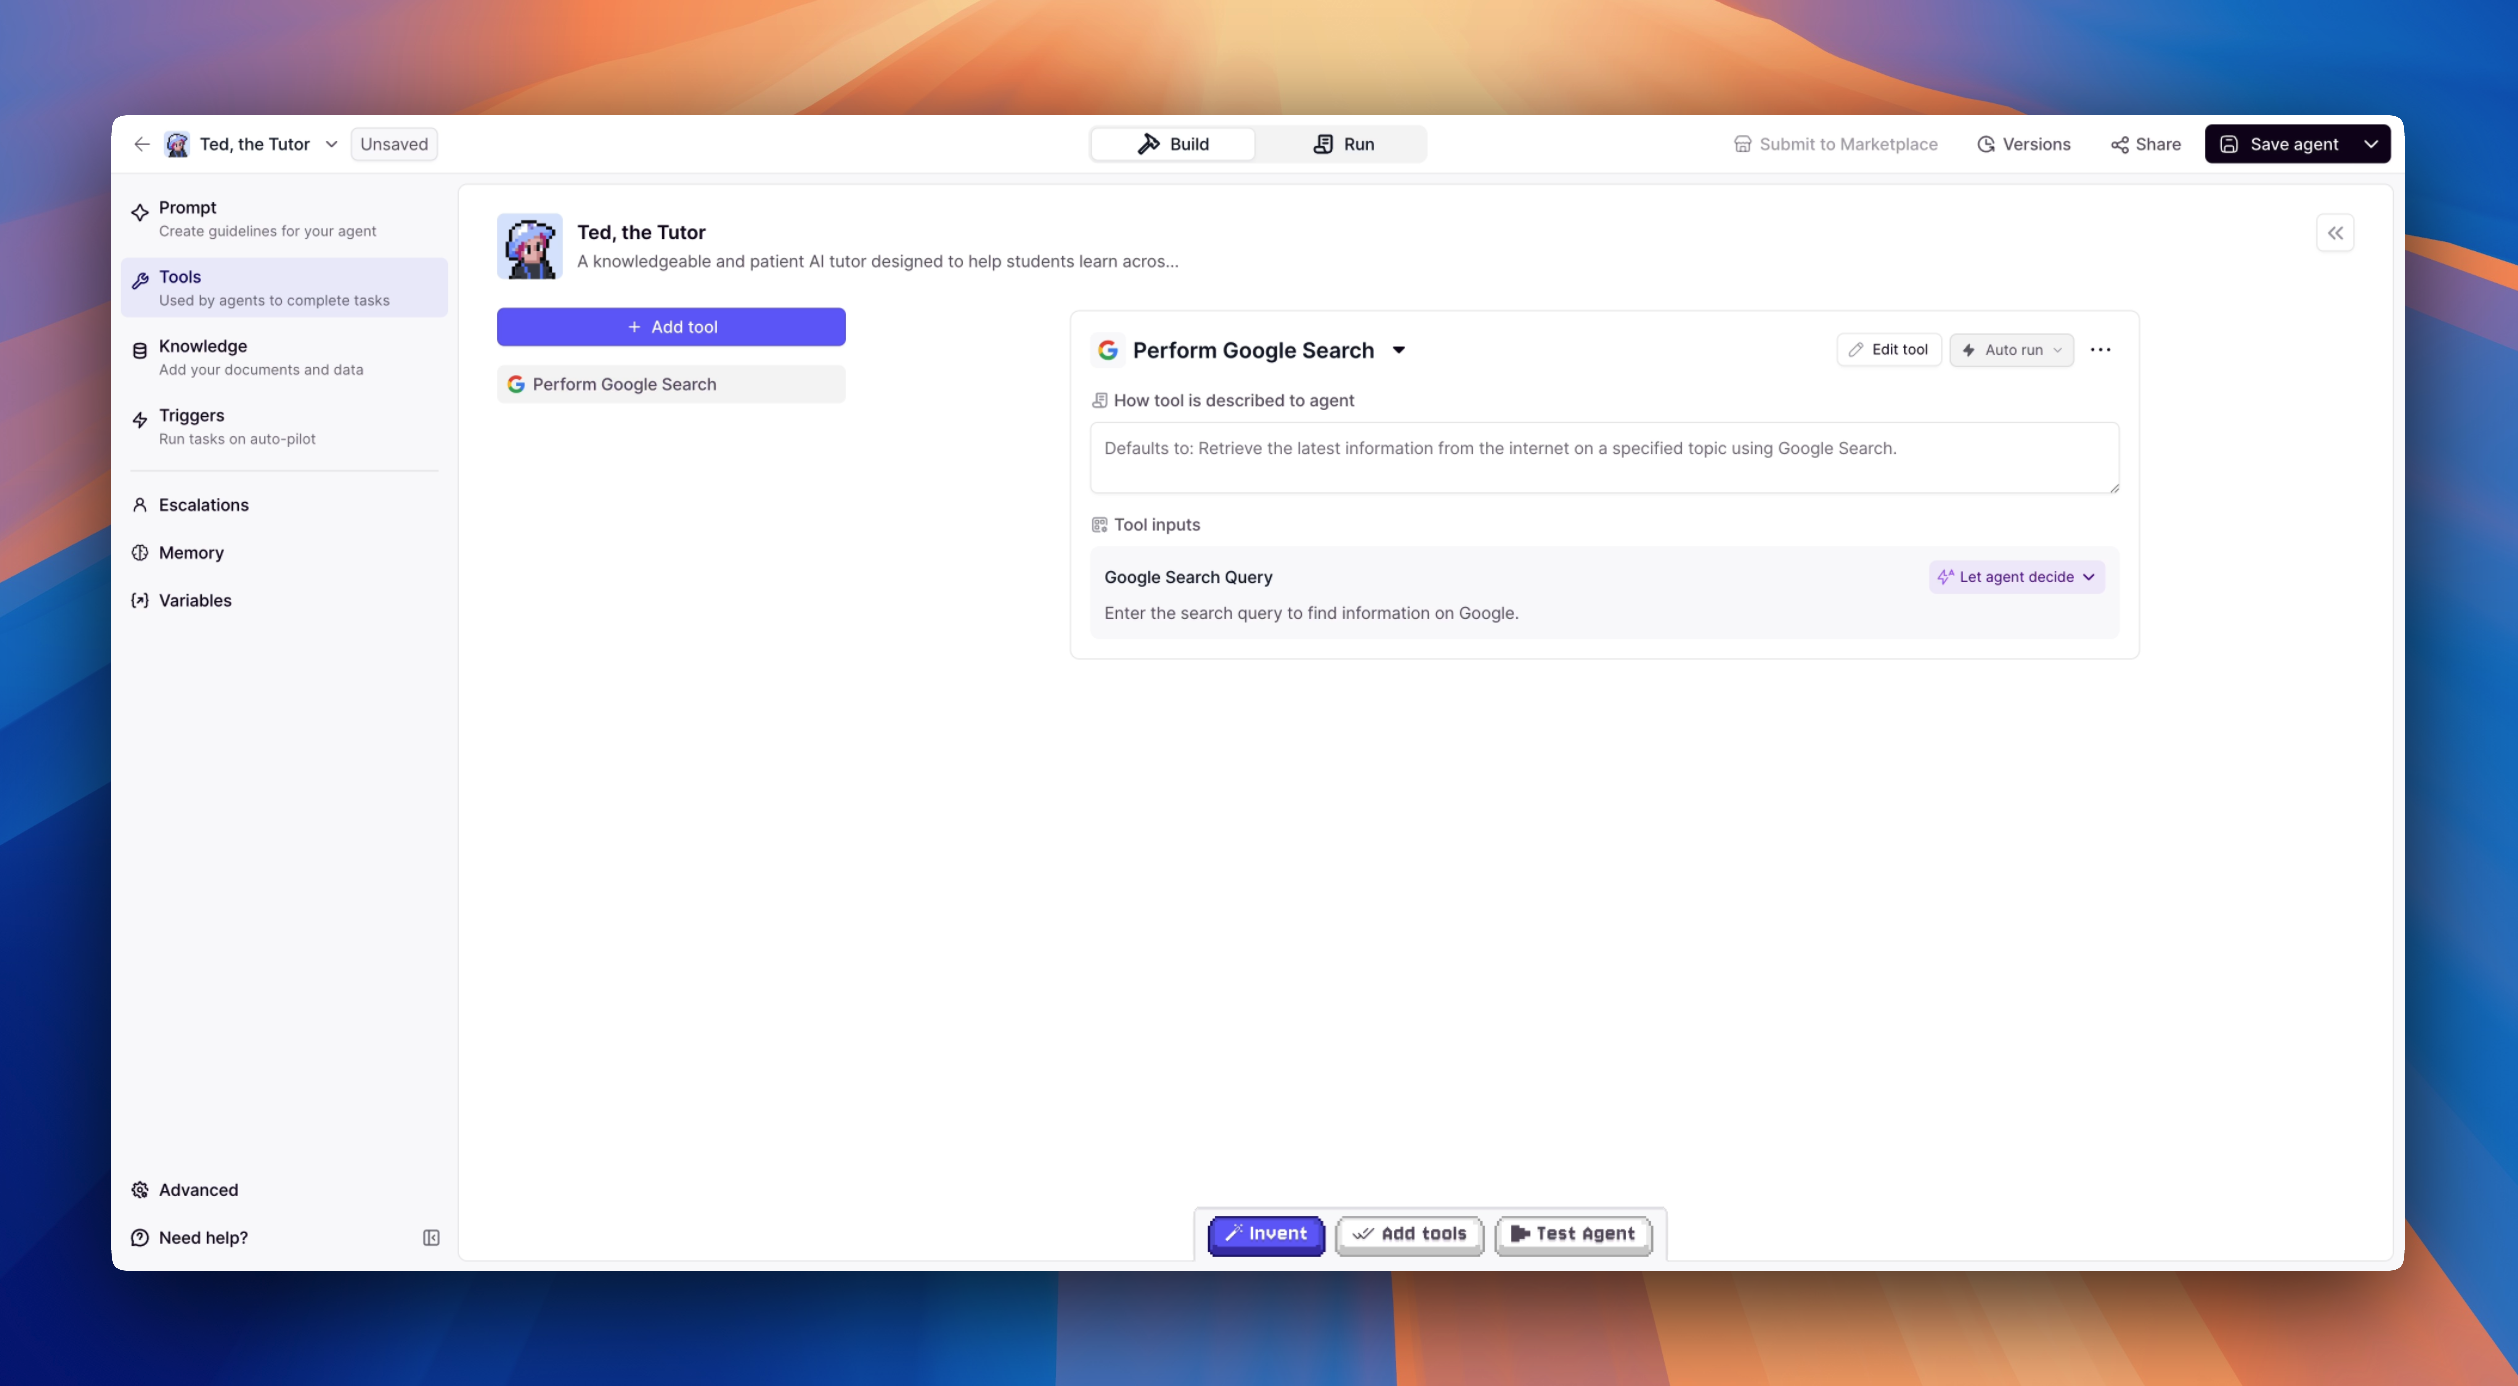 Ted, the Tutor
Unsaved
Build
Run
Submit to Marketplace
Versions
Share
Save agent
Prompt
Create guidelines for your agent
Tools
Used by agents to complete tasks
Knowledge
Add your documents and data
Triggers
Run tasks on auto-pilot
Escalations
Memory
Variables
Advanced
Need help?
Ted, the Tutor
A knowledgeable and patient AI tutor designed to help students learn acros...
+ Add tool
Perform Google Search
Perform Google Search
Edit tool
Auto run
How tool is described to agent
Defaults to: Retrieve the latest information from the internet on a specified topic using Google Search.
Tool inputs
Google Search Query
Let agent decide
Enter the search query to find information on Google.
Invent
Add tools
Test Agent